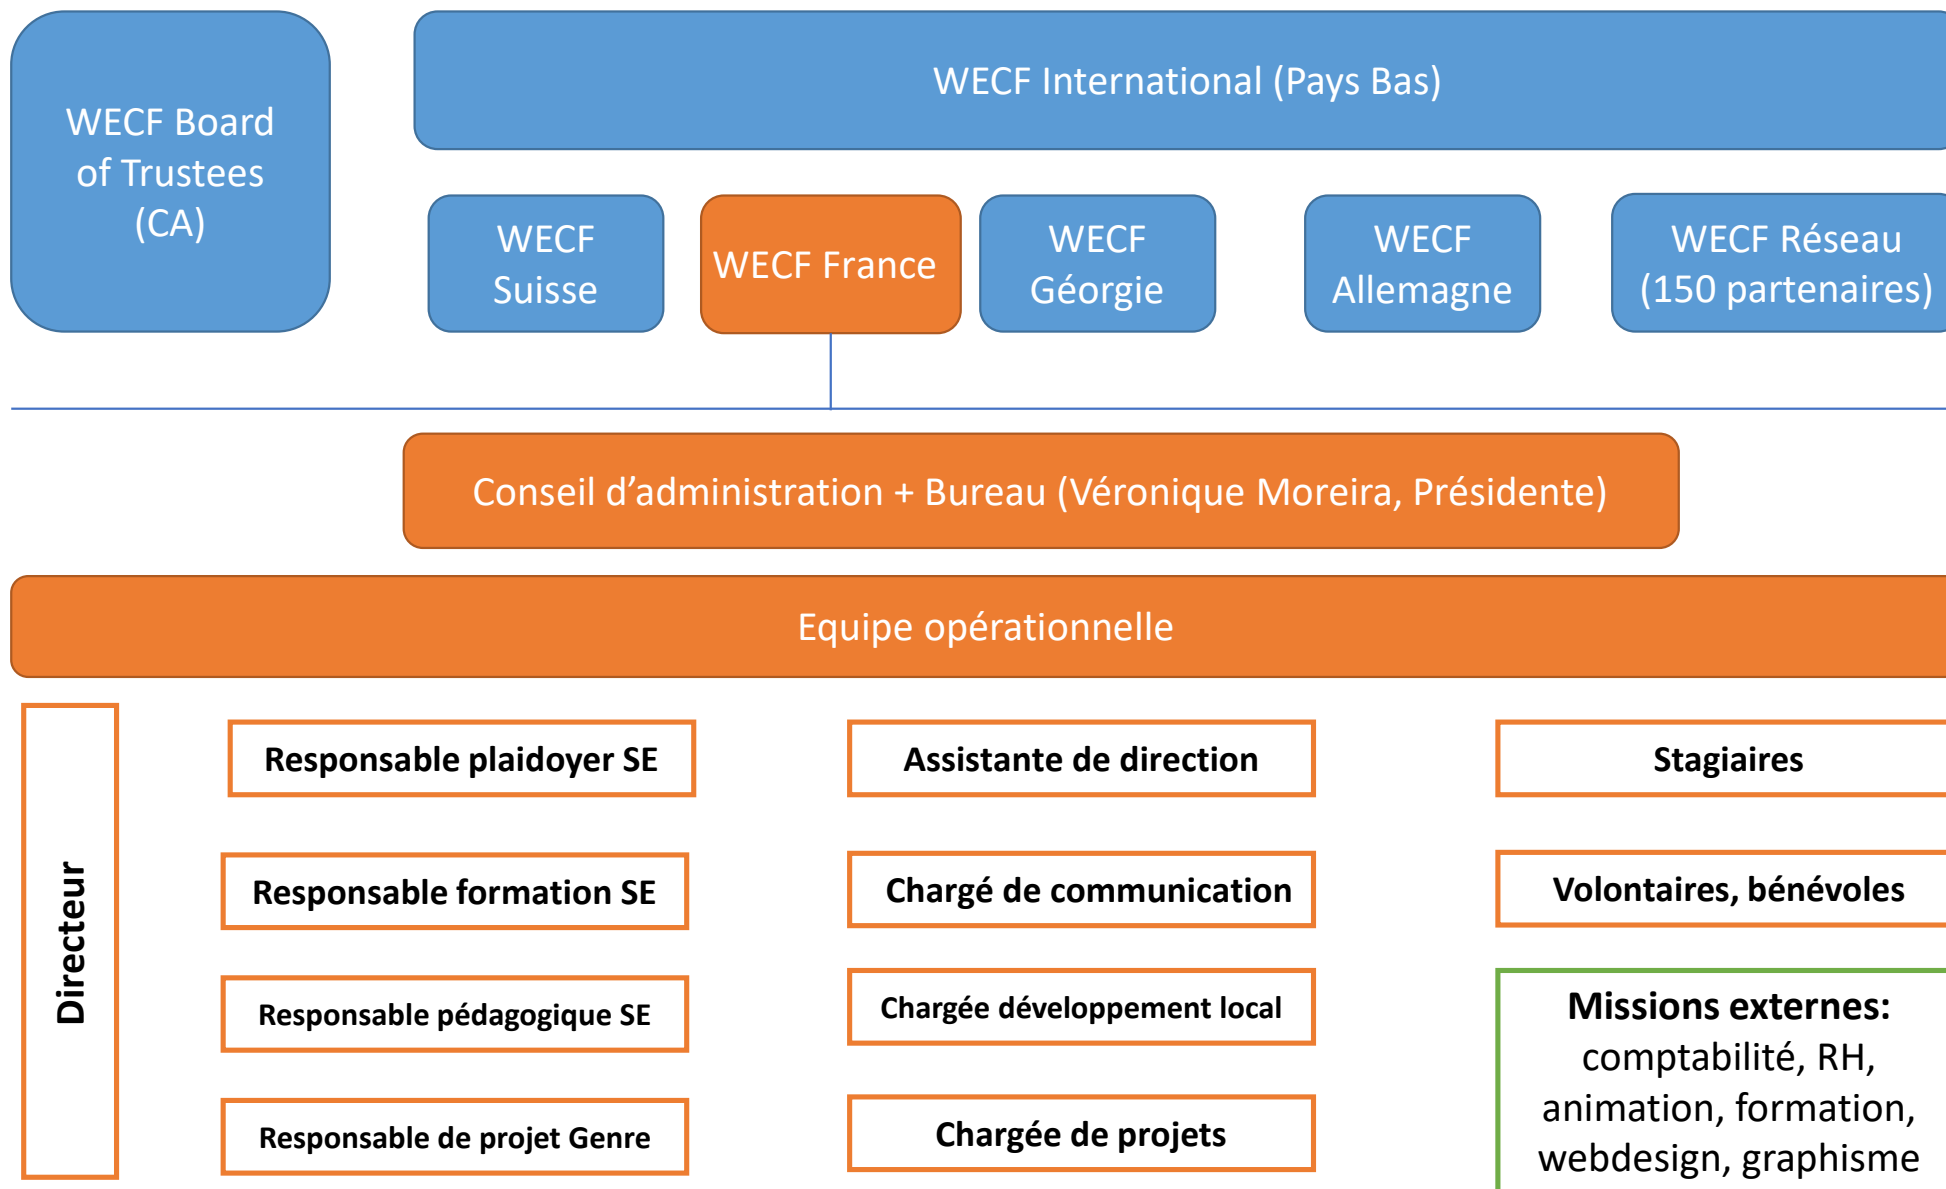 WECF Board
of Trustees
(CA)
WECF International (Pays Bas)
WECF
Suisse
WECF France
WECF
Géorgie
WECF
Allemagne
WECF Réseau
(150 partenaires)
Conseil d’administration + Bureau (Véronique Moreira, Présidente)
Equipe opérationnelle
Directeur
Responsable plaidoyer SE
Responsable formation SE
Responsable pédagogique SE
Responsable de projet Genre
Assistante de direction
Chargé de communication
Chargée développement local
Chargée de projets
Stagiaires
Volontaires, bénévoles
Missions externes:
comptabilité, RH,
animation, formation,
webdesign, graphisme